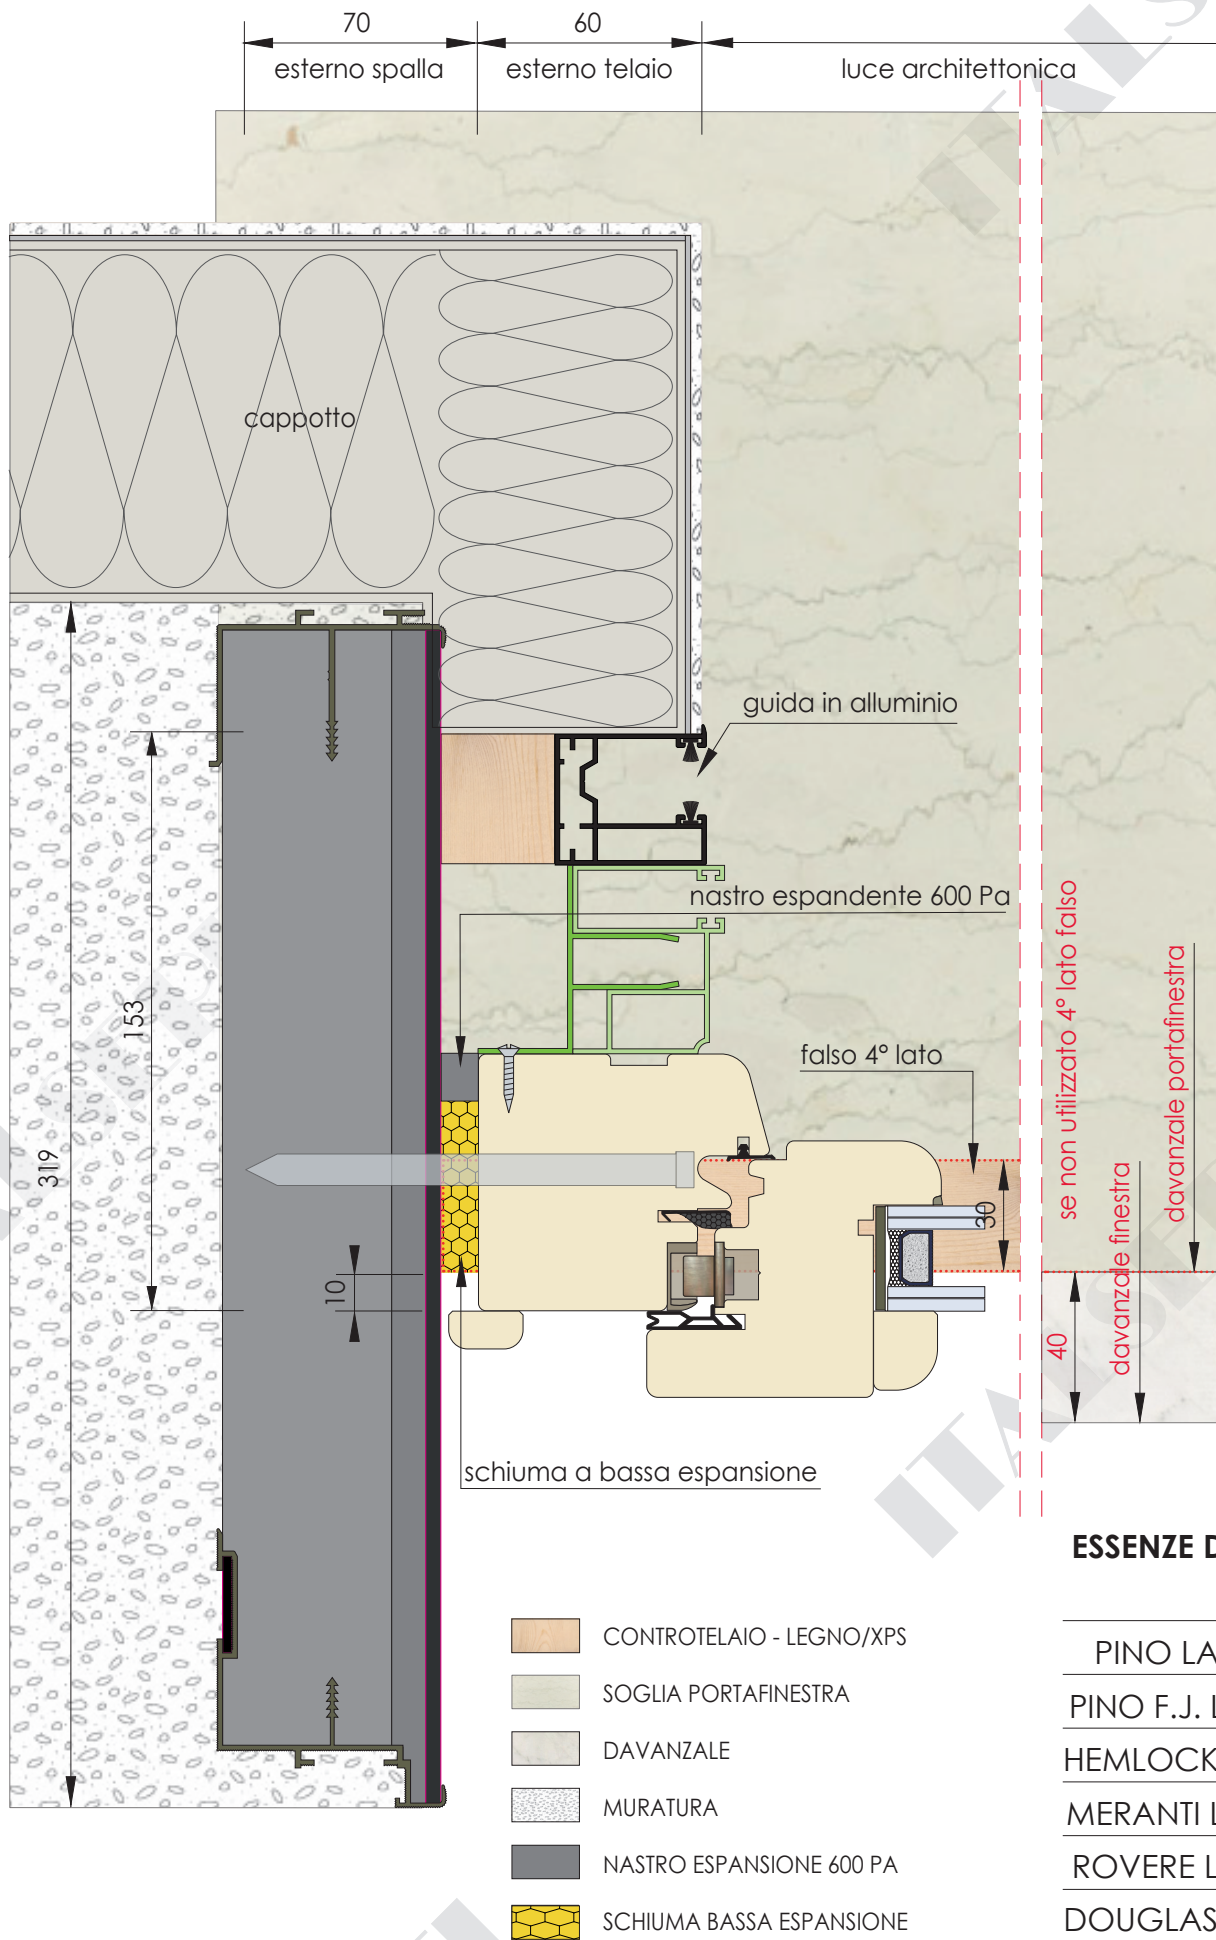 70
60
esterno spalla
esterno telaio
luce architettonica
cappotto
guida in alluminio
nastro espandente 600 Pa
153
319
10
falso 4° lato
30
se non utilizzato 4° lato falso
davanzale portafinestra
davanzale finestra
40
schiuma a bassa espansione
ESSENZE D
CONTROTELAIO - LEGNO/XPS
SOGLIA PORTAFINESTRA
DAVANZALE
MURATURA
NASTRO ESPANSIONE 600 PA
SCHIUMA BASSA ESPANSIONE
PINO LA
PINO F.J. L
HEMLOCK
MERANTI L
ROVERE L
DOUGLAS
ITALS
ITALSE